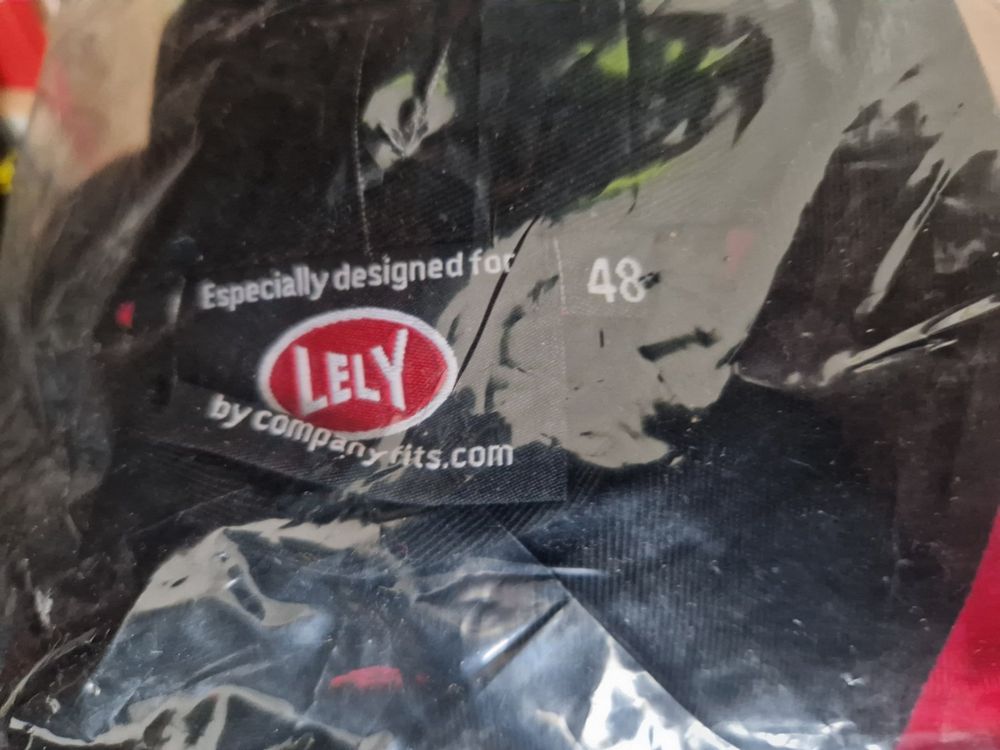 Especially designed for
48
LELY
by companyfits.com